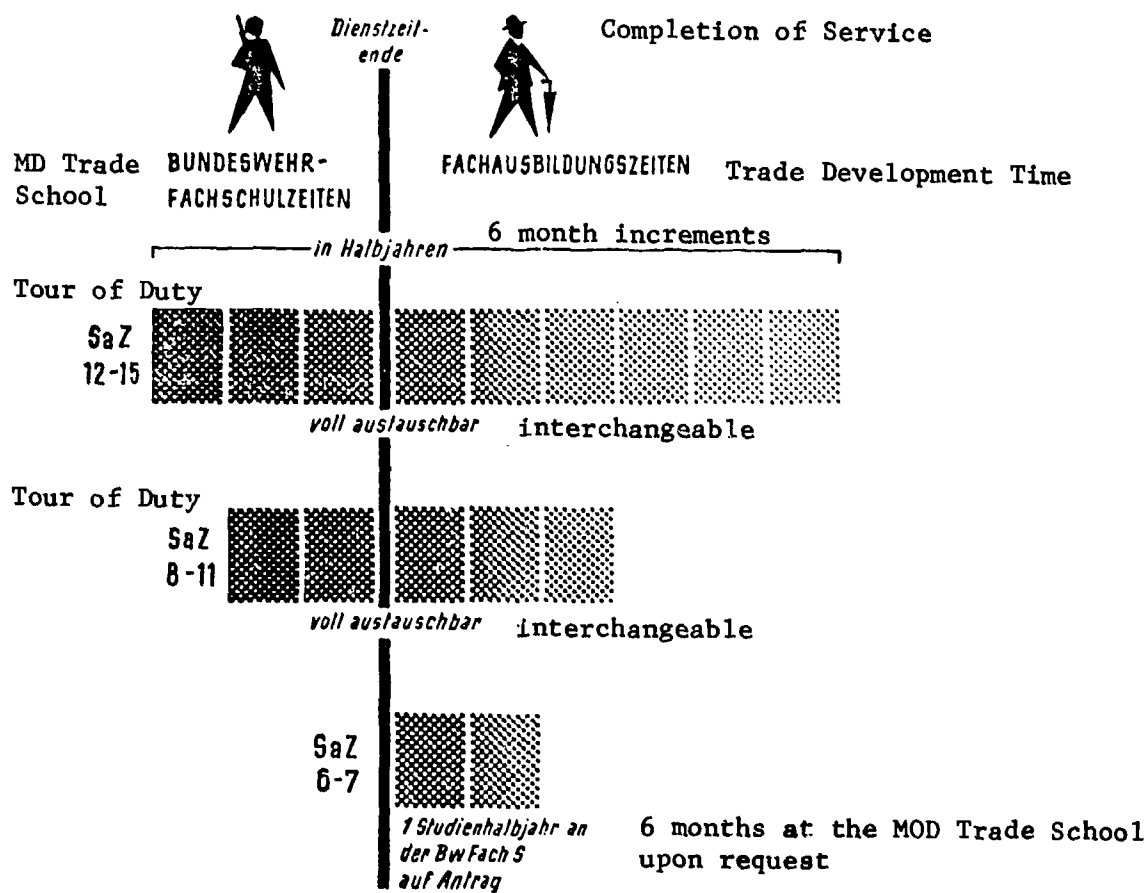 Dienstzeit-
ende
Completion of Service
MD Trade
School
BUNDESWEHR-
FACHSCHULZEITEN
FACHAUSBILDUNGSZEITEN
Trade Development Time
in Halbjahren
6 month increments
Tour of Duty
SaZ
12-15
voll austauschbar
interchangeable
Tour of Duty
SaZ
8-11
voll austauschbar
interchangeable
SaZ
6-7
1 Studienhalbjahr an
der BwFachS
auf Antrag
6 months at the MOD Trade School
upon request